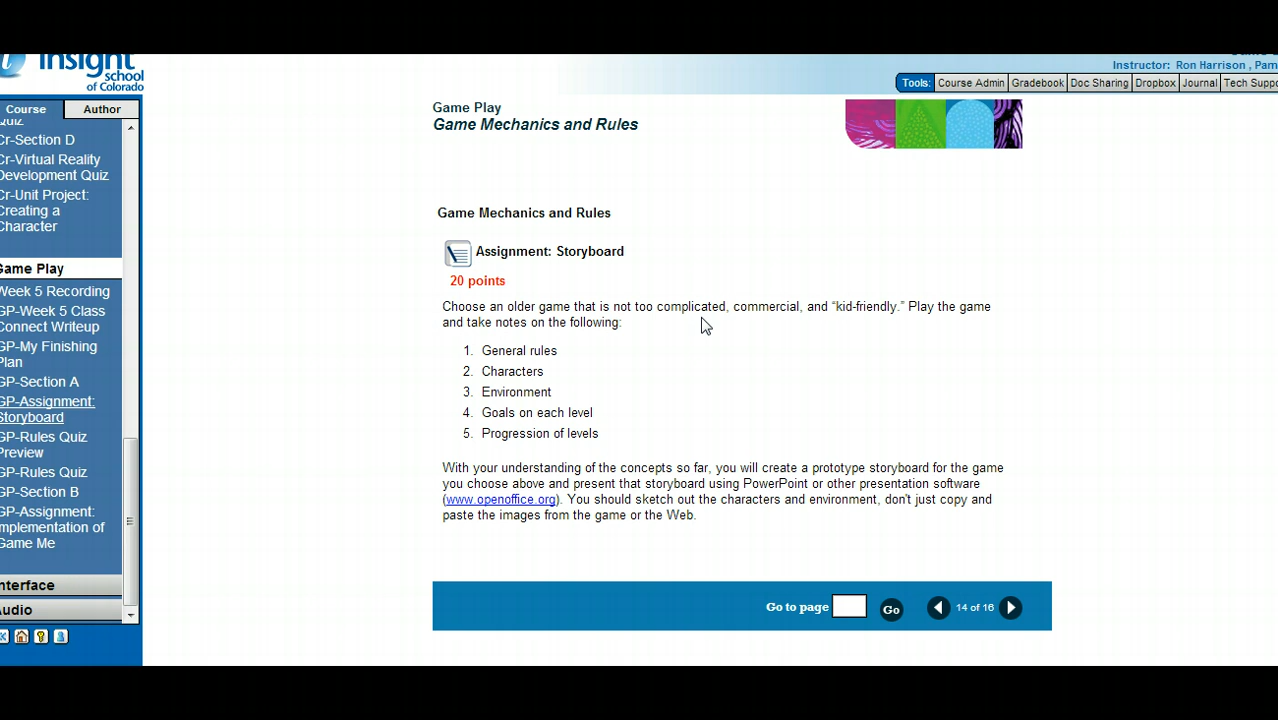 insight
school
of Colorado
Instructor: Ron Harrison , Pam
Tools: Course Admin Gradebook Doc Sharing Dropbox Journal Tech Suppo
Course Author
Quiz
Cr-Section D
Cr-Virtual Reality
Development Quiz
Cr-Unit Project:
Creating a
Character
Game Play
Week 5 Recording
GP-Week 5 Class
Connect Writeup
GP-My Finishing
Plan
GP-Section A
GP-Assignment:
Storyboard
GP-Rules Quiz
Preview
GP-Rules Quiz
GP-Section B
GP-Assignment:
Implementation of
Game Me
Interface
Audio
Game Play
Game Mechanics and Rules
Game Mechanics and Rules
Assignment: Storyboard
20 points
Choose an older game that is not too complicated, commercial, and “kid-friendly.” Play the game
and take notes on the following:
1. General rules
2. Characters
3. Environment
4. Goals on each level
5. Progression of levels
With your understanding of the concepts so far, you will create a prototype storyboard for the game
you choose above and present that storyboard using PowerPoint or other presentation software
(www.openoffice.org). You should sketch out the characters and environment, don't just copy and
paste the images from the game or the Web.
Go to page Go 14 of 16